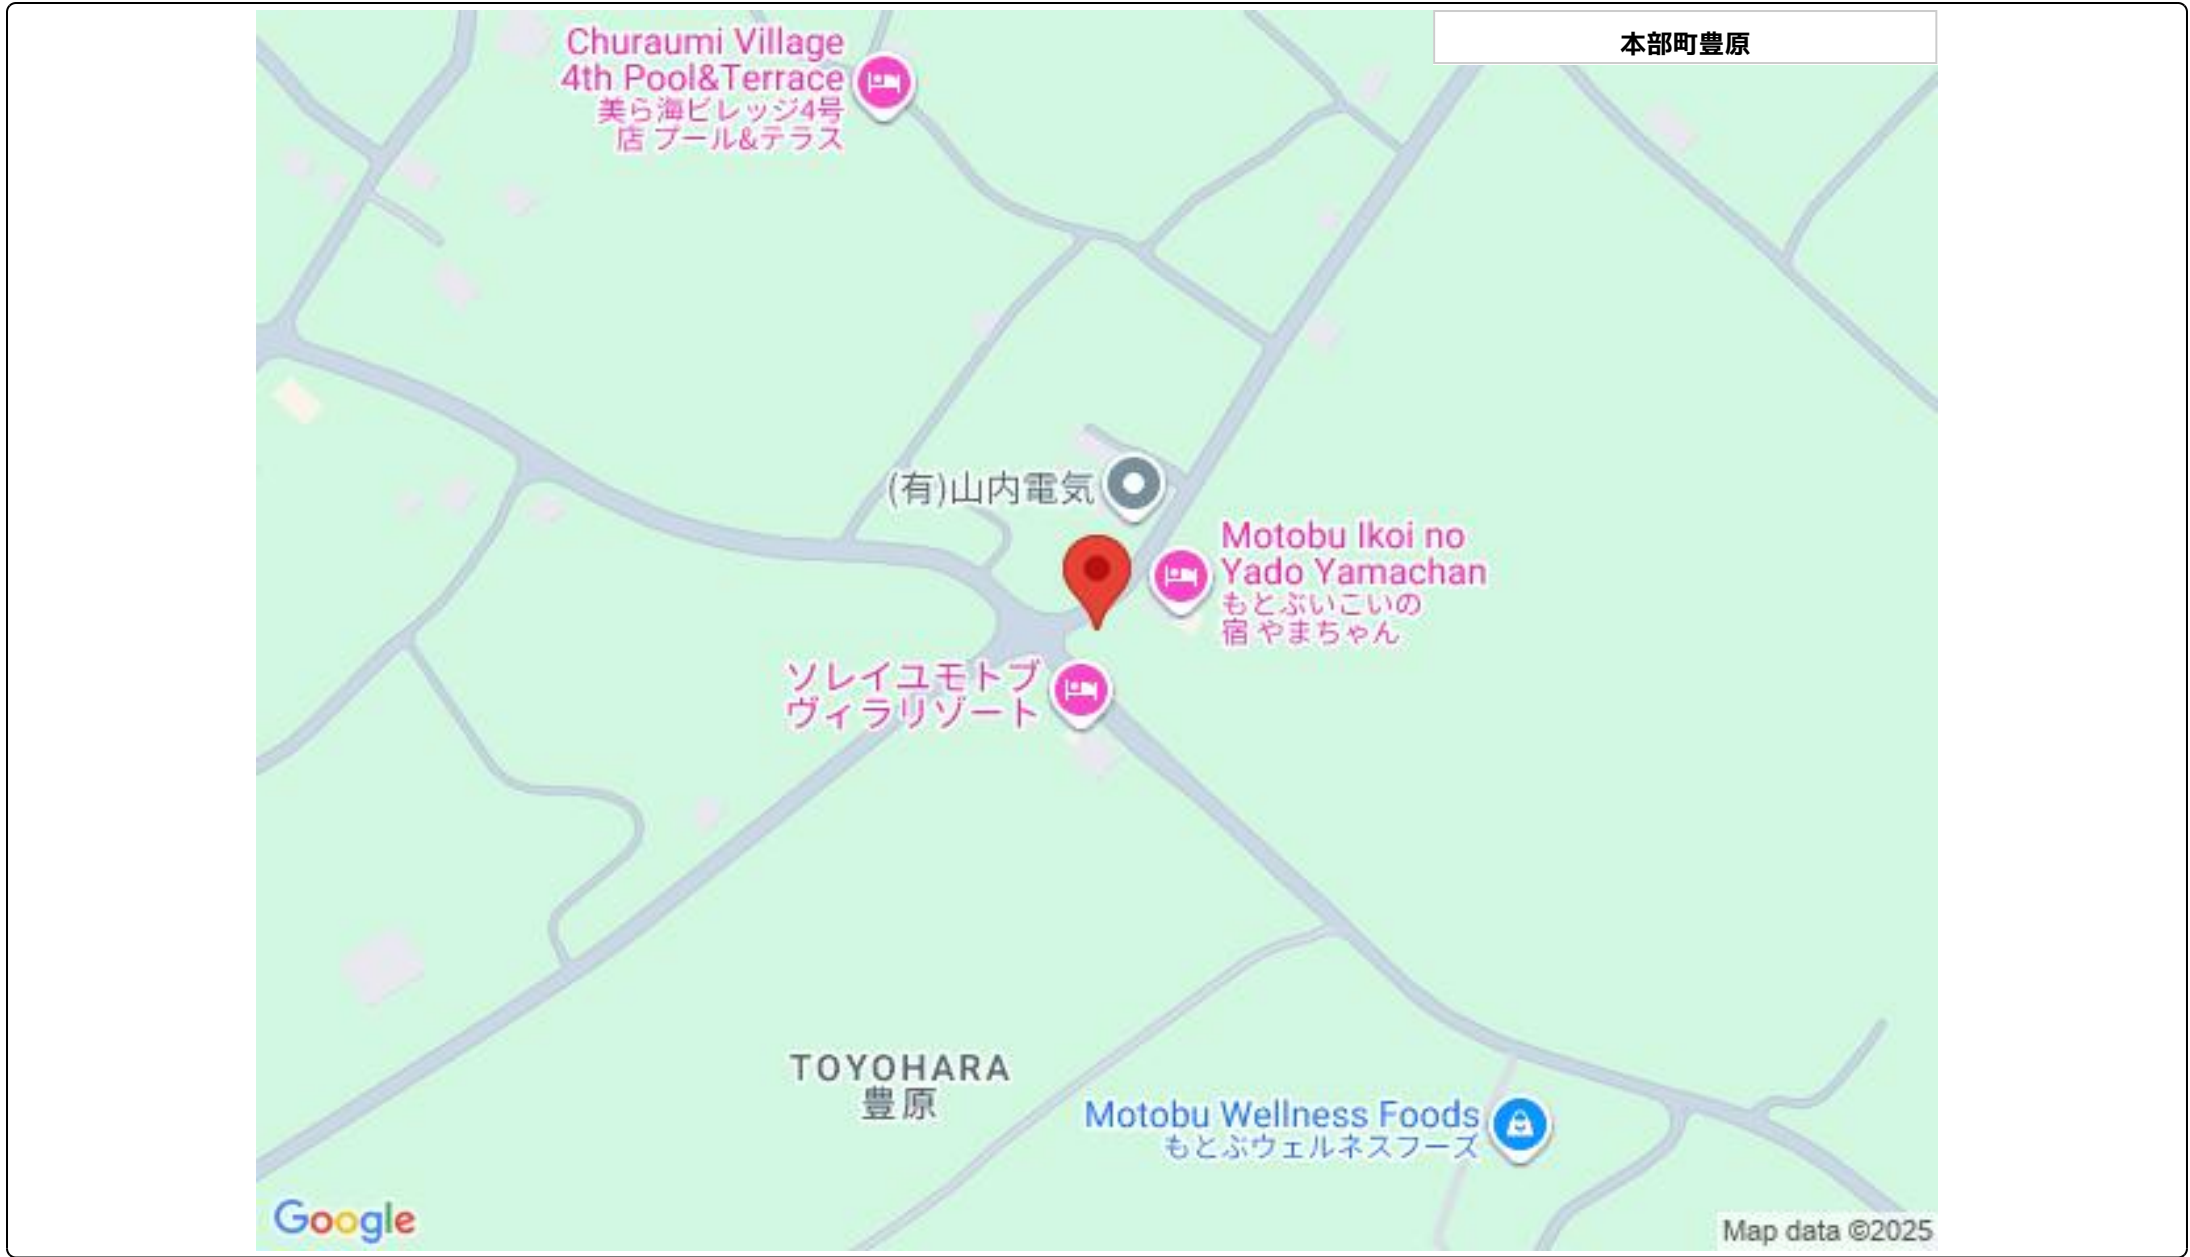 本部町豊原
Churaumi Village
4th Pool&Terrace
美ら海ビレッジ4号
店 プール&テラス
(有)山内電気
Motobu Ikoi no
Yado Yamachan
もとぶいこいの
宿 やまちゃん
ソレイユモトブ
ヴィラリゾート
TOYOHARA
豊原
Motobu Wellness Foods
もとぶウェルネスフーズ
Google
Map data ©2025